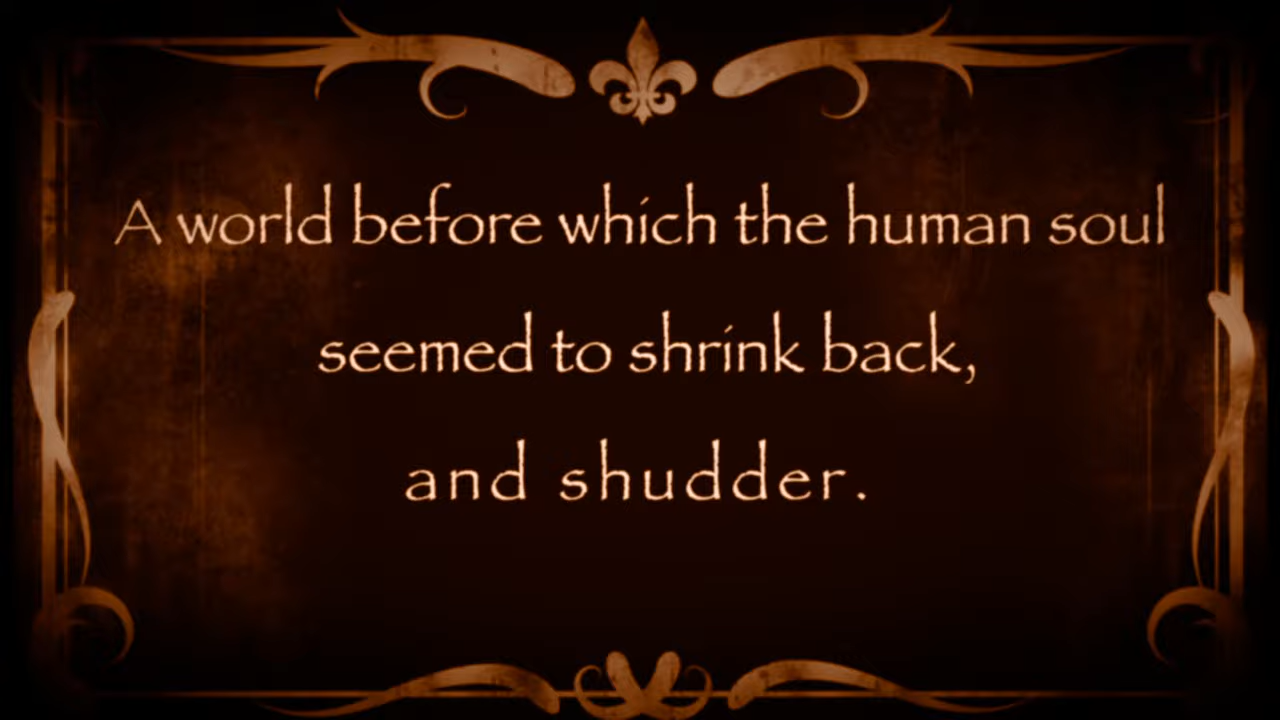 A world before which the human soul
seemed to shrink back,
and shudder.